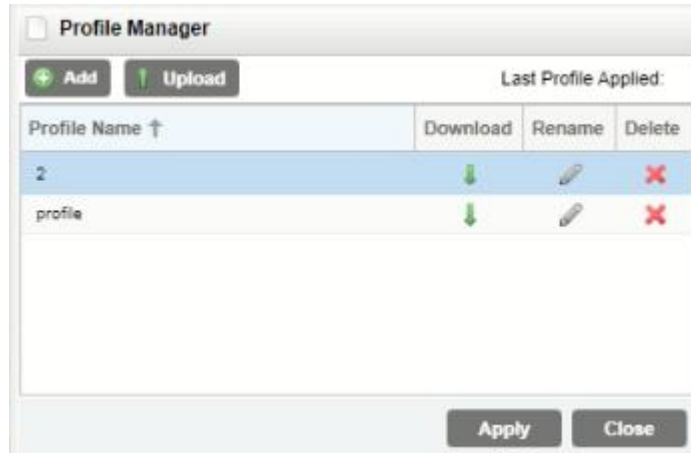 Profile Manager
Add Upload Last Profile Applied:
Profile Name ↑ Download Rename Delete
2
profile
Apply Close